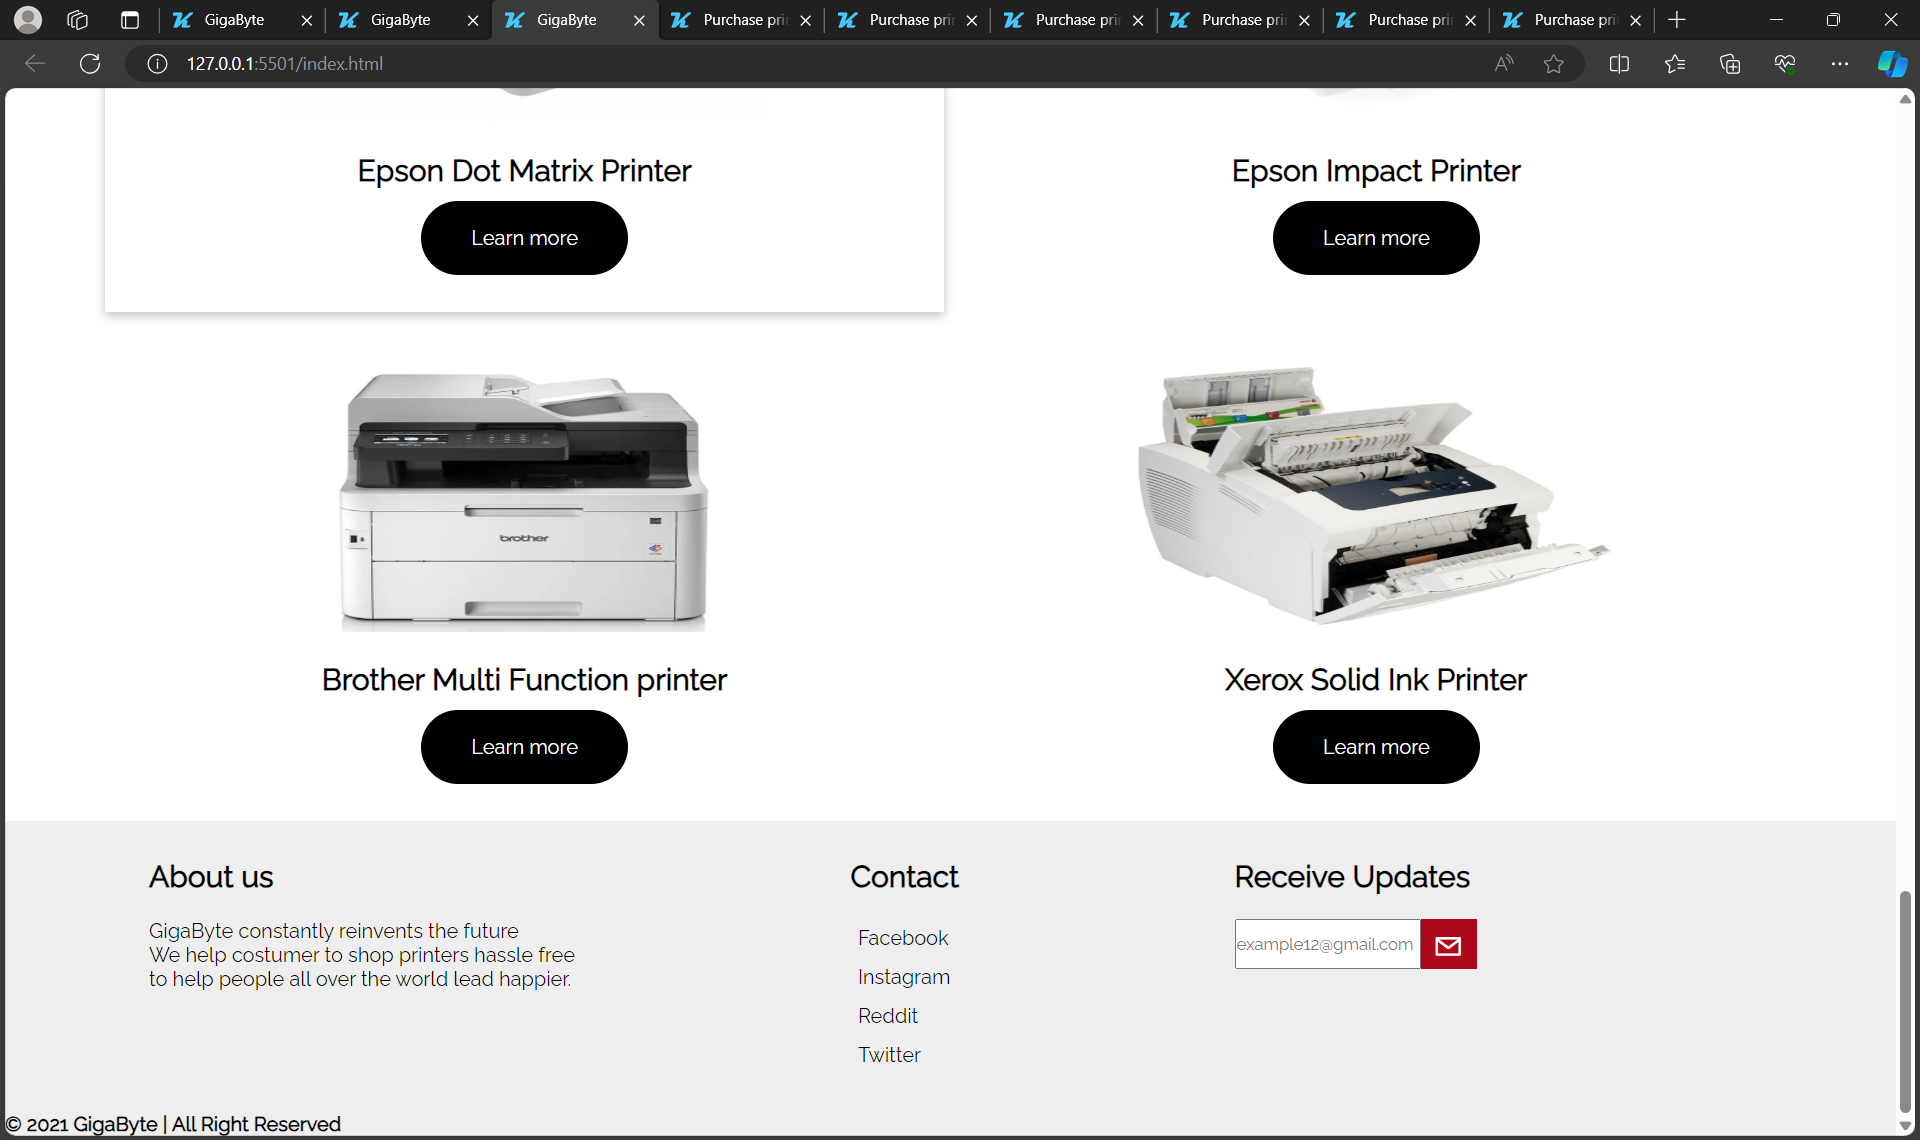 GigaByte
GigaByte
GigaByte
Purchase pri
Purchase pri
Purchase pri
Purchase pri
Purchase pri
Purchase pri
127.0.0.1:5501/index.html
Epson Dot Matrix Printer
Epson Impact Printer
Learn more
Learn more
brother
Brother Multi Function printer
Xerox Solid Ink Printer
Learn more
Learn more
About us
GigaByte constantly reinvents the future
We help costumer to shop printers hassle free
to help people all over the world lead happier.
Contact
Facebook
Instagram
Reddit
Twitter
Receive Updates
example12@gmail.com
© 2021 GigaByte | All Right Reserved